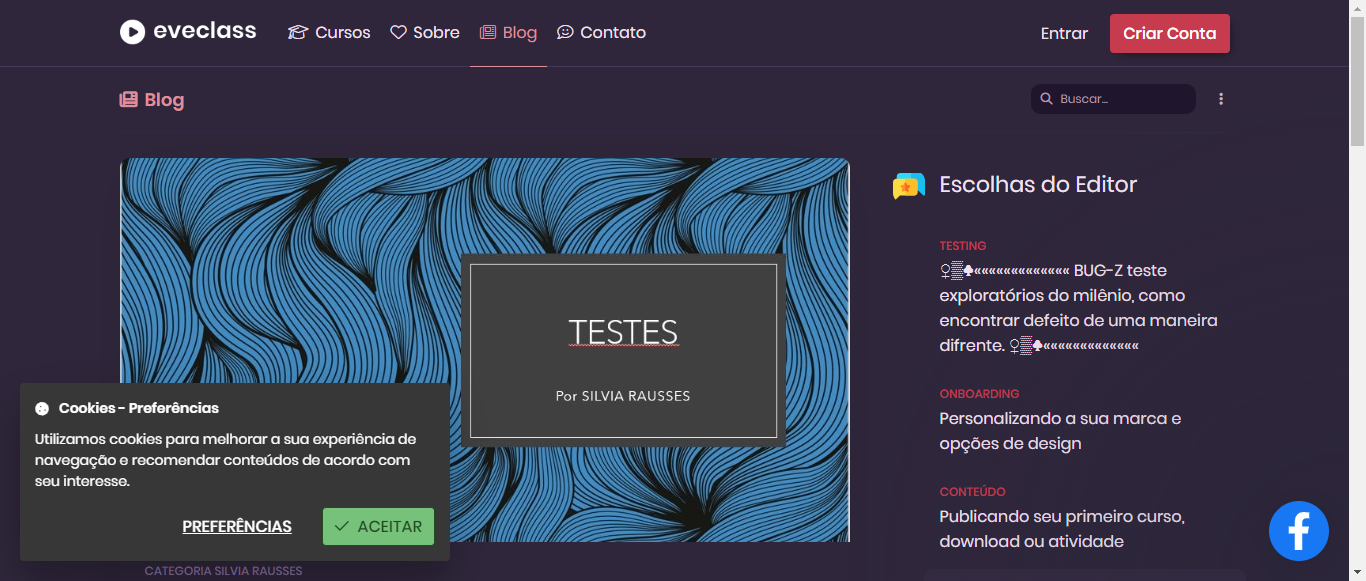 eveclass
Cursos
Sobre
Blog
Contato
Entrar
Criar Conta
Blog
Buscar...
TESTES
Por SILVIA RAUSSES
Escolhas do Editor
TESTING
♀▒♣««««««««««««« BUG-Z teste
exploratórios do milênio, como
encontrar defeito de uma maneira
difrente. ♀▒♣«««««««««««««
ONBOARDING
Personalizando a sua marca e
opções de design
CONTEÚDO
Publicando seu primeiro curso,
download ou atividade
Cookies - Preferências
Utilizamos cookies para melhorar a sua experiência de
navegação e recomendar conteúdos de acordo com
seu interesse.
PREFERÊNCIAS
ACEITAR
CATEGORIA SILVIA RAUSSES